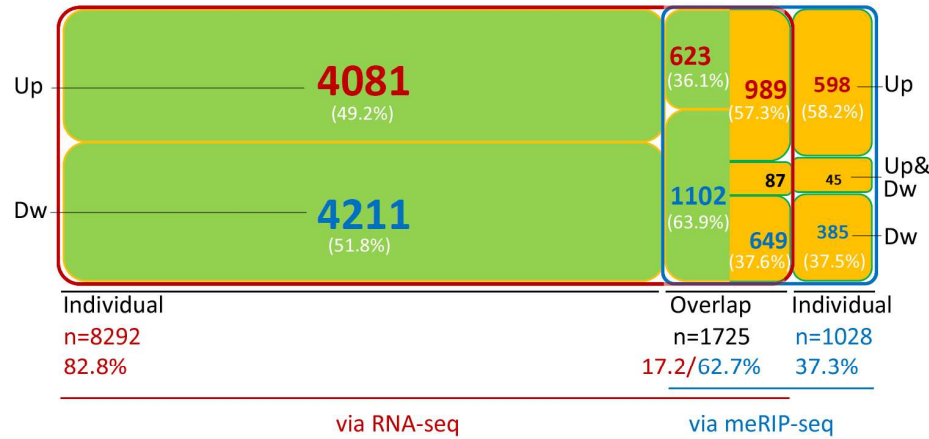 Up
4081
(49.2%)
623
(36.1%)
989
(57.3%)
598
(58.2%)
Up
87
45
Up&
Dw
Dw
4211
(51.8%)
1102
(63.9%)
649
(37.6%)
385
(37.5%)
Dw
Individual
Overlap
Individual
n=8292
n=1725
n=1028
82.8%
17.2/62.7%
37.3%
via RNA-seq
via meRIP-seq